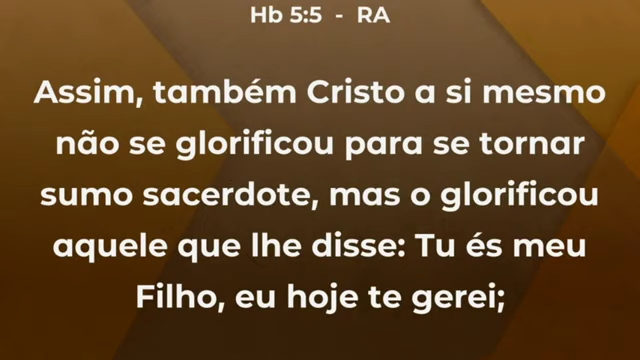 Hb 5:5 - RA
Assim, também Cristo a si mesmo
não se glorificou para se tornar
sumo sacerdote, mas o glorificou
aquele que lhe disse: Tu és meu
Filho, eu hoje te gerei;